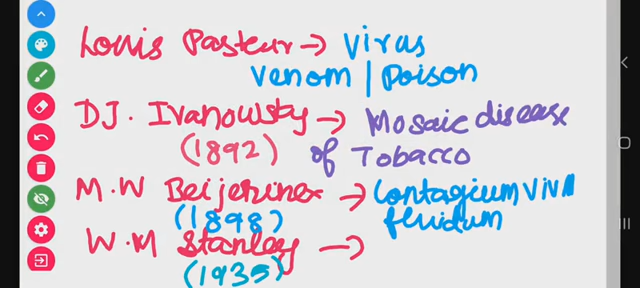 Louis Pasteur → Virus
Venom | Poison
DJ. Ivanowsky → Mosaic disease
(1892) of Tobacco
M.W Beijerinex → Contagium Vivum
(1898) fluidum
W.M Stanley →
(1935)